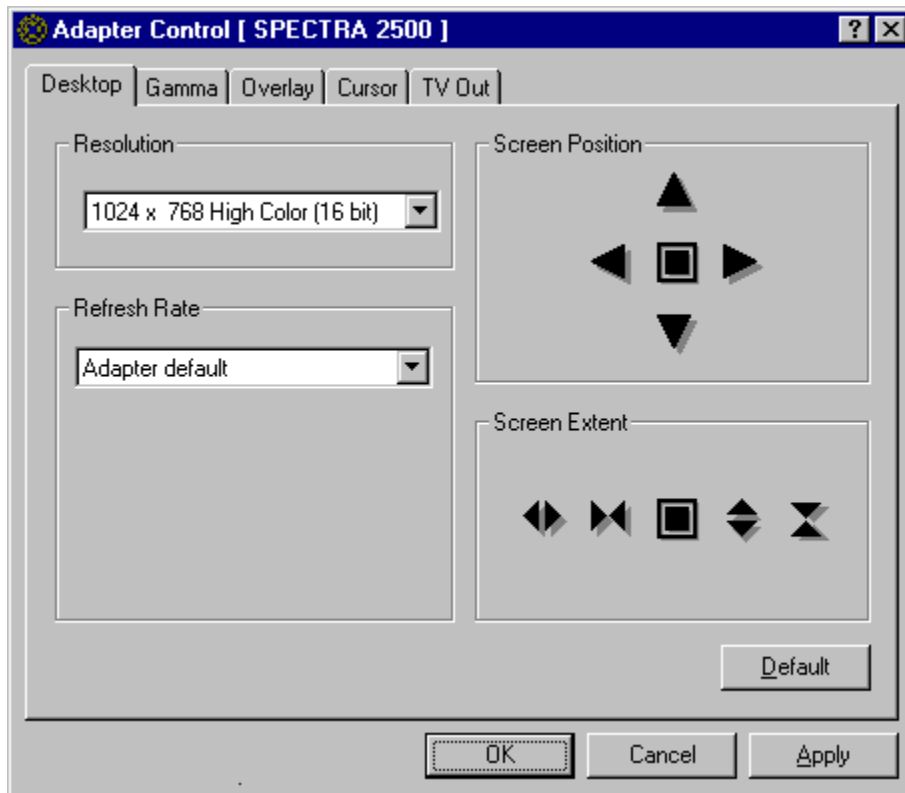 Adapter Control [ SPECTRA 2500 ]
Desktop Gamma Overlay Cursor TV Out
Resolution
1024 x  768 High Color (16 bit)
Refresh Rate
Adapter default
Screen Position
Screen Extent
Default
OK Cancel Apply